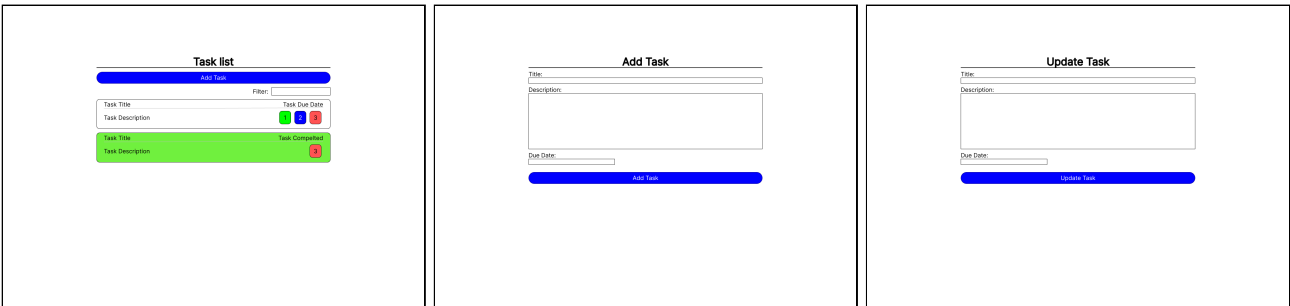 Task list
Add Task
Filter:
Task Title Task Due Date
Task Description 1 2 3
Task Title Task Compelted
Task Description 3
Add Task
Title:
Description:
Due Date:
Add Task
Update Task
Title:
Description:
Due Date:
Update Task